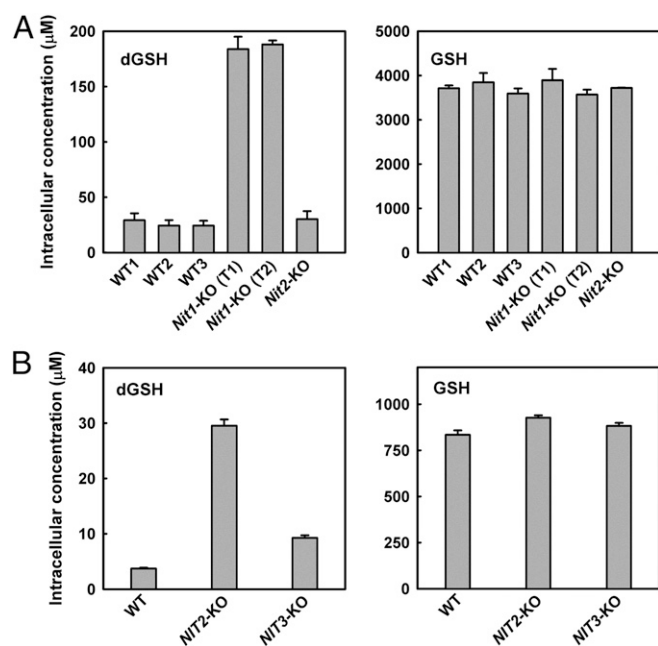 A
Intracellular concentration (µM)
dGSH
200
150
100
50
0
WT1
WT2
WT3
Nit1-KO (T1)
Nit1-KO (T2)
Nit2-KO
GSH
5000
4000
3000
2000
1000
0
WT1
WT2
WT3
Nit1-KO (T1)
Nit1-KO (T2)
Nit2-KO
B
Intracellular concentration (µM)
dGSH
40
30
20
10
0
WT
NIT2-KO
NIT3-KO
GSH
1000
750
500
250
0
WT
NIT2-KO
NIT3-KO